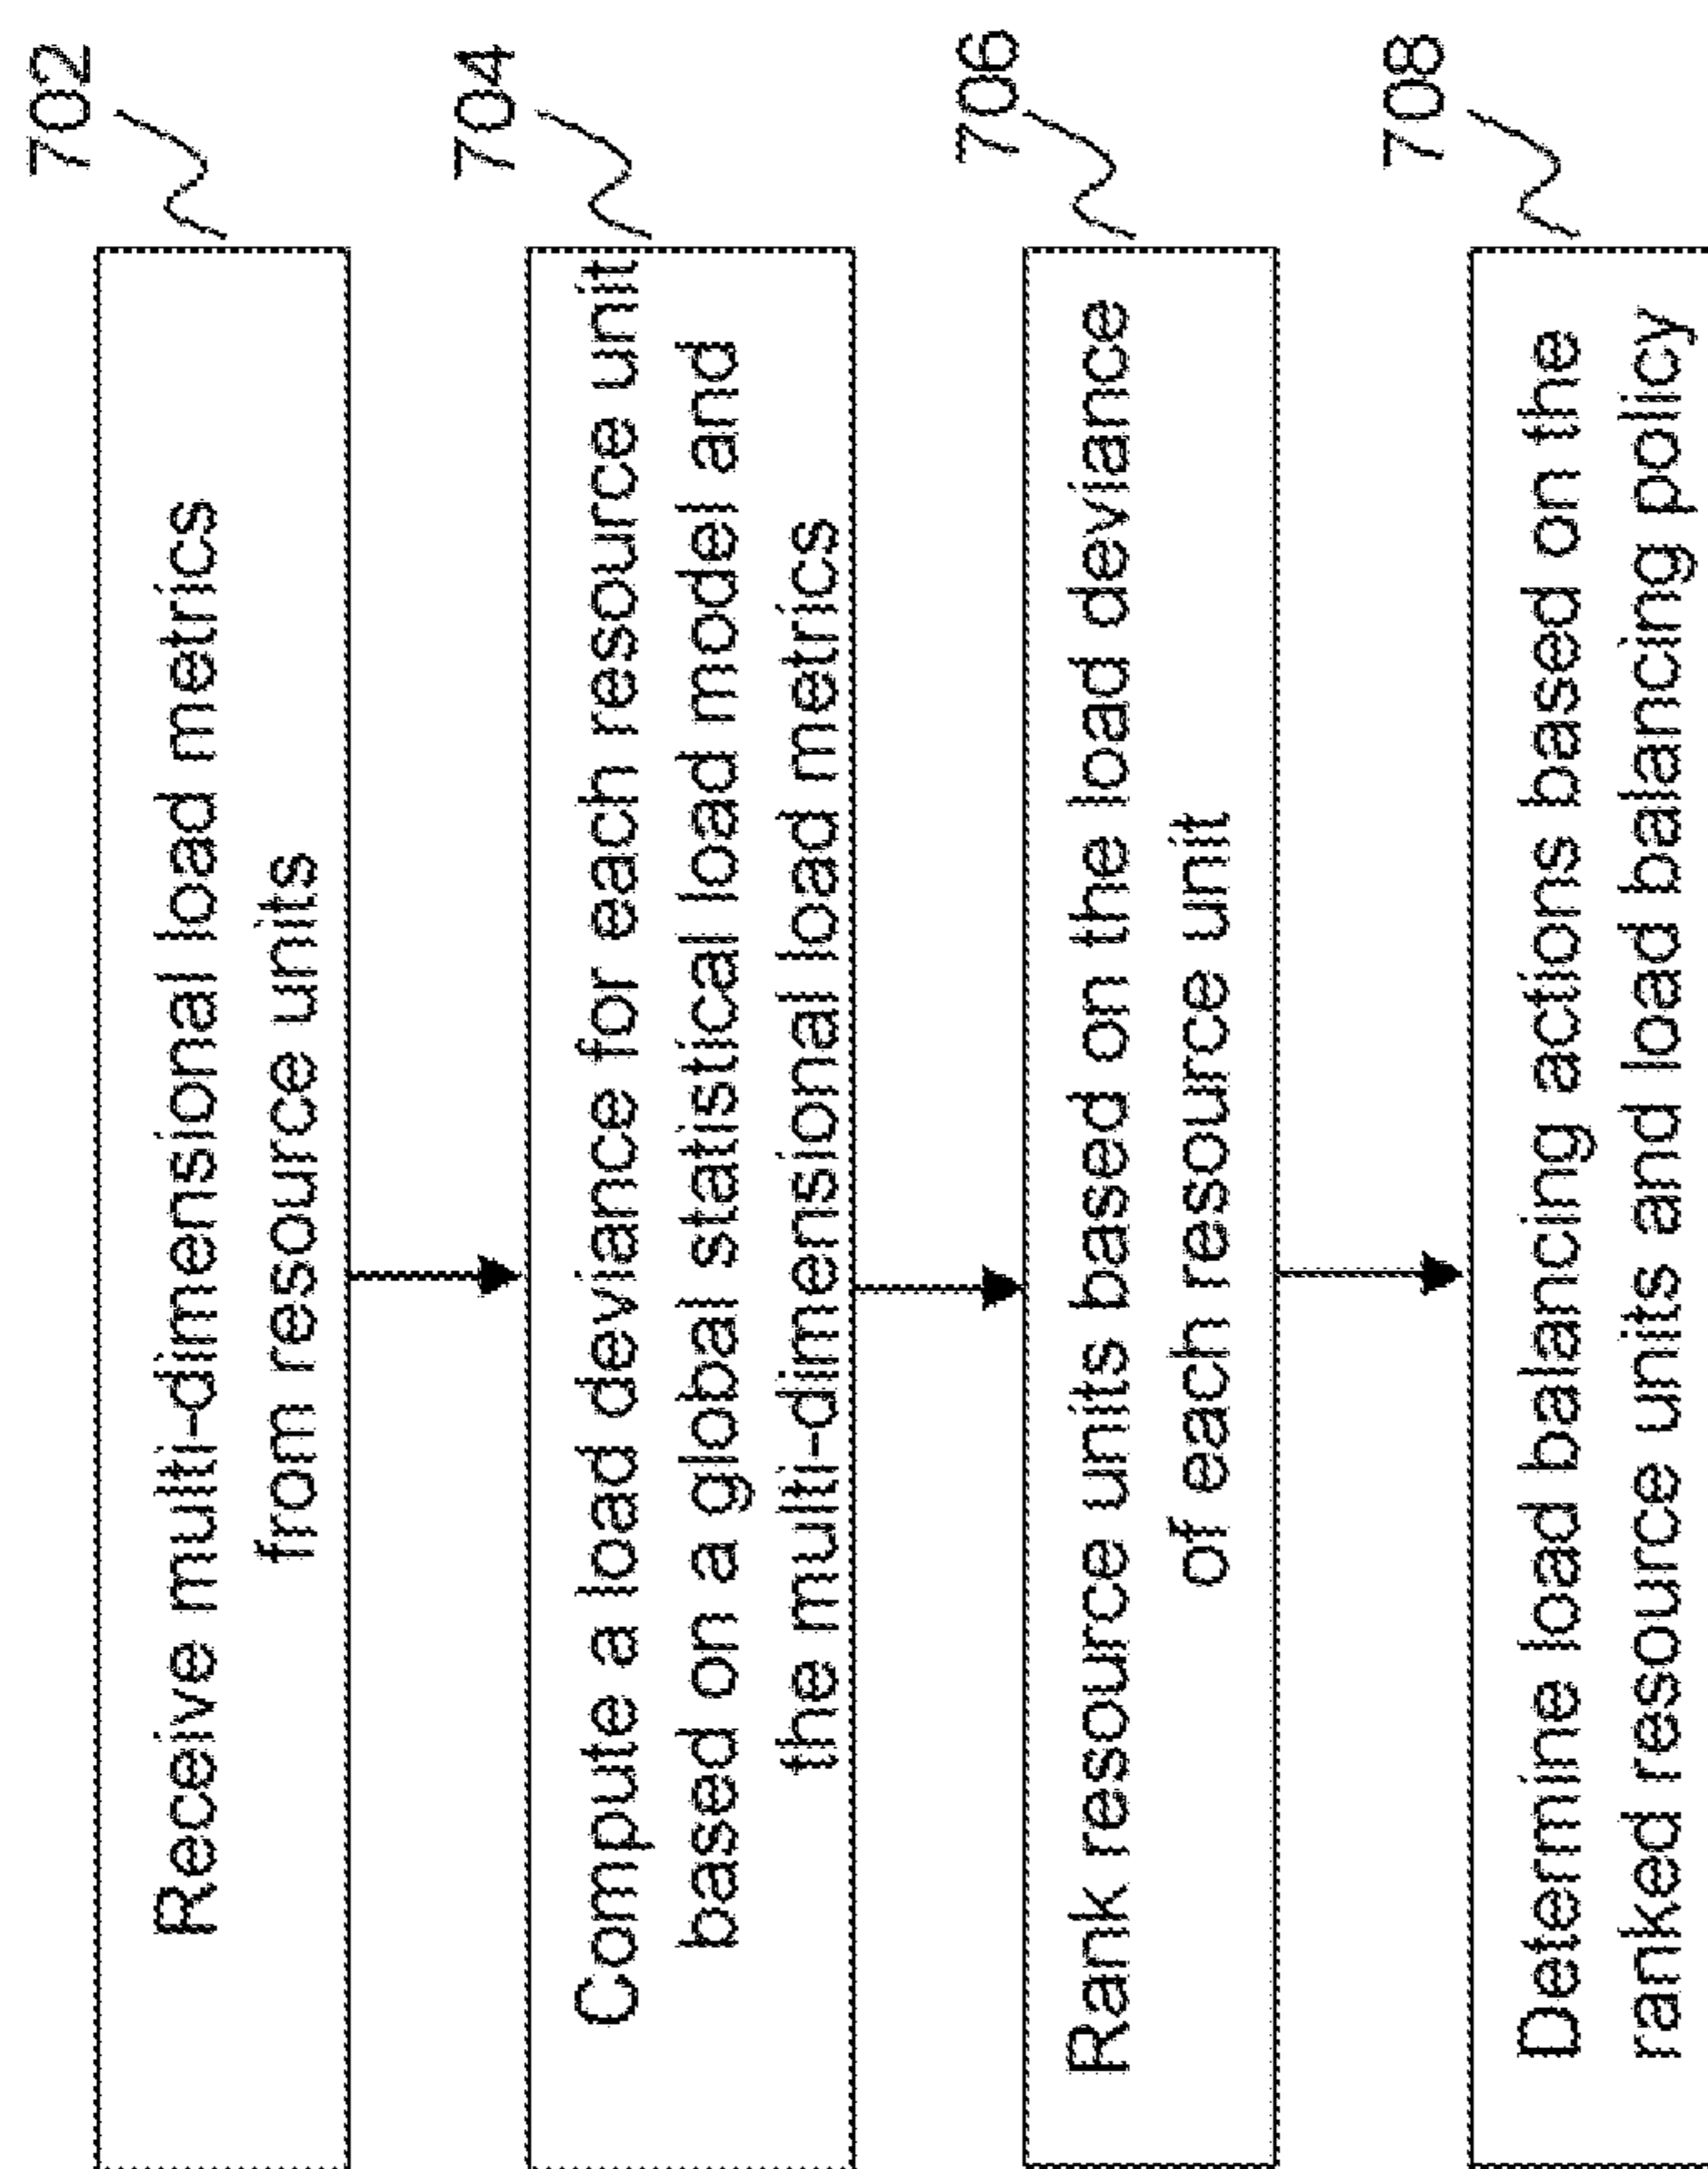 702
Receive multi-dimensional load metrics
from resource units
704
Compute a load deviance for each resource unit
based on a global statistical load model and
the multi-dimensional load metrics
706
Rank resource units based on the load deviance
of each resource unit
708
Determine load balancing actions based on the
ranked resource units and load balancing policy